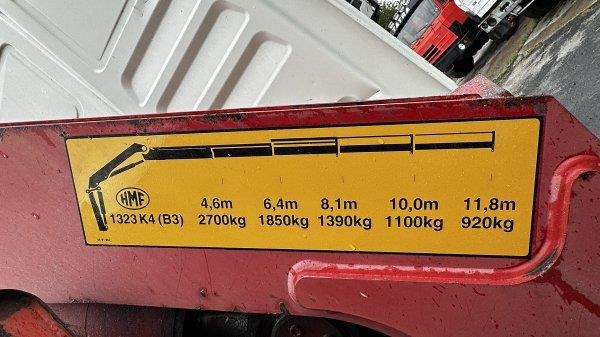 HMF
1323 K4 (B3)
4,6m 6,4m 8,1m 10,0m 11,8m
2700kg 1850kg 1390kg 1100kg 920kg